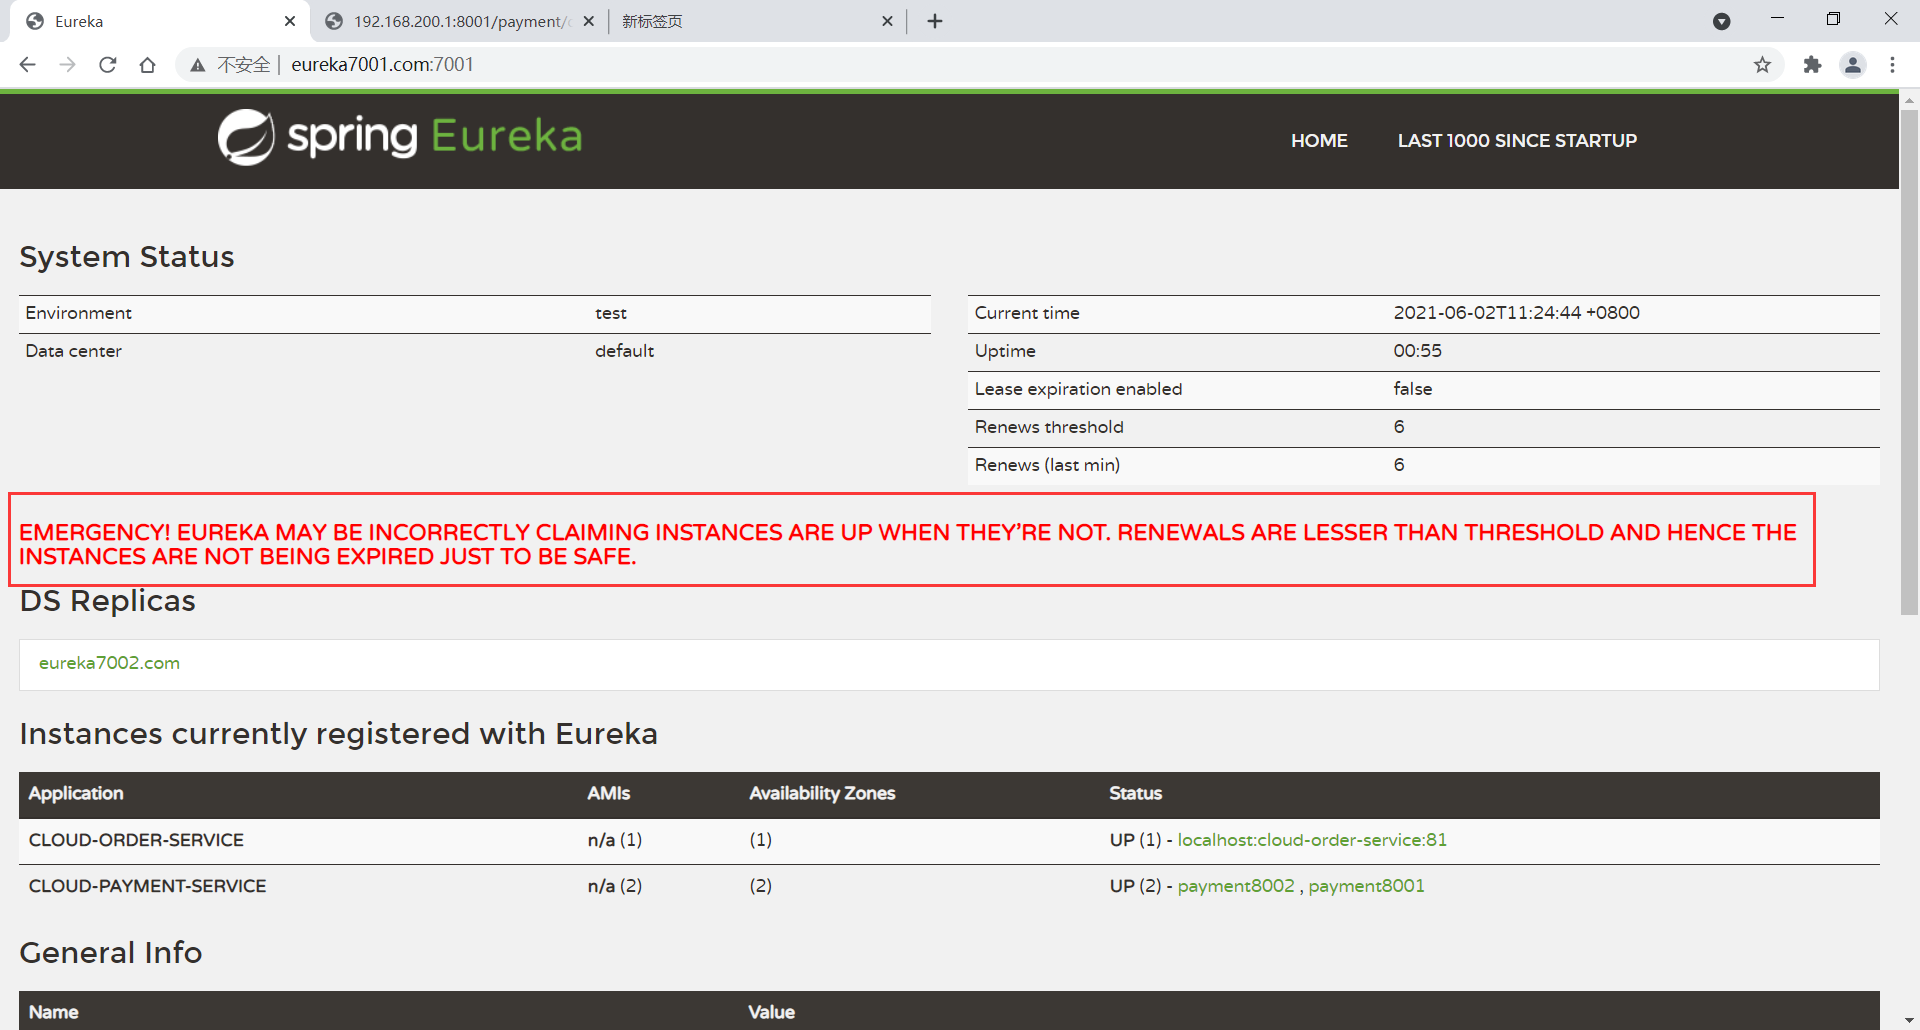 Eureka
192.168.200.1:8001/payment/
新标签页
不安全 | eureka7001.com:7001
spring Eureka
HOME LAST 1000 SINCE STARTUP
System Status
Environment test
Data center default
Current time 2021-06-02T11:24:44 +0800
Uptime 00:55
Lease expiration enabled false
Renews threshold 6
Renews (last min) 6
EMERGENCY! EUREKA MAY BE INCORRECTLY CLAIMING INSTANCES ARE UP WHEN THEY'RE NOT. RENEWALS ARE LESSER THAN THRESHOLD AND HENCE THE
INSTANCES ARE NOT BEING EXPIRED JUST TO BE SAFE.
DS Replicas
eureka7002.com
Instances currently registered with Eureka
Application AMIs Availability Zones Status
CLOUD-ORDER-SERVICE n/a (1) (1) UP (1) - localhost:cloud-order-service:81
CLOUD-PAYMENT-SERVICE n/a (2) (2) UP (2) - payment8002 , payment8001
General Info
Name Value